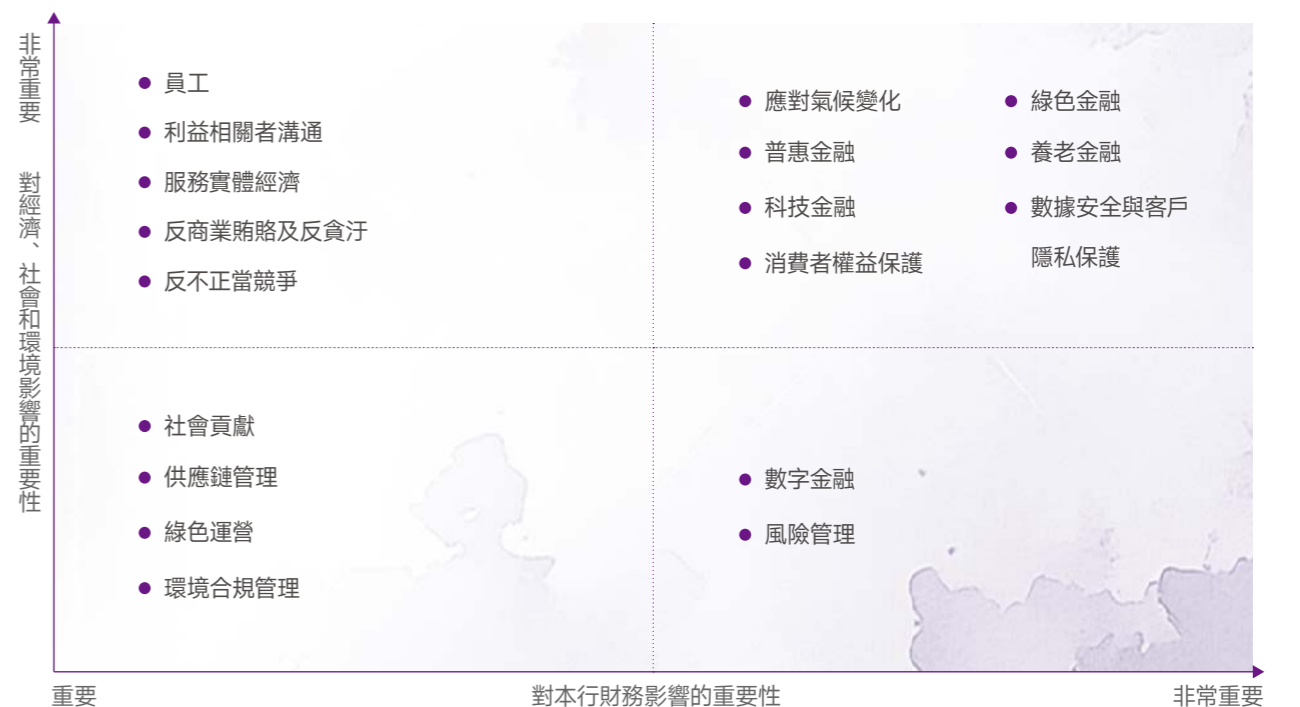 非常重要
對經濟、社會和環境影響的重要性
員工
利益相關者溝通
服務實體經濟
反商業賄賂及反貪汙
反不正當競爭
應對氣候變化
普惠金融
科技金融
消費者權益保護
綠色金融
養老金融
數據安全與客戶
隱私保護
社會貢獻
供應鏈管理
綠色運營
環境合規管理
數字金融
風險管理
重要
對本行財務影響的重要性
非常重要